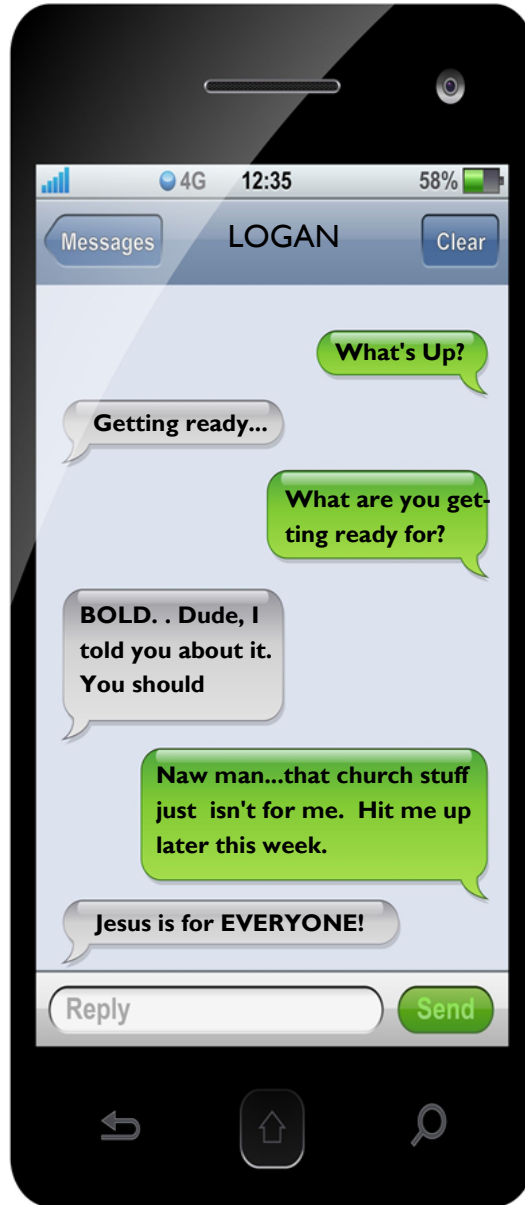 4G 12:35 58%
Messages LOGAN Clear
What's Up?
Getting ready...
What are you get-
ting ready for?
BOLD. . Dude, I
told you about it.
You should
Naw man...that church stuff
just  isn't for me.  Hit me up
later this week.
Jesus is for EVERYONE!
Reply Send